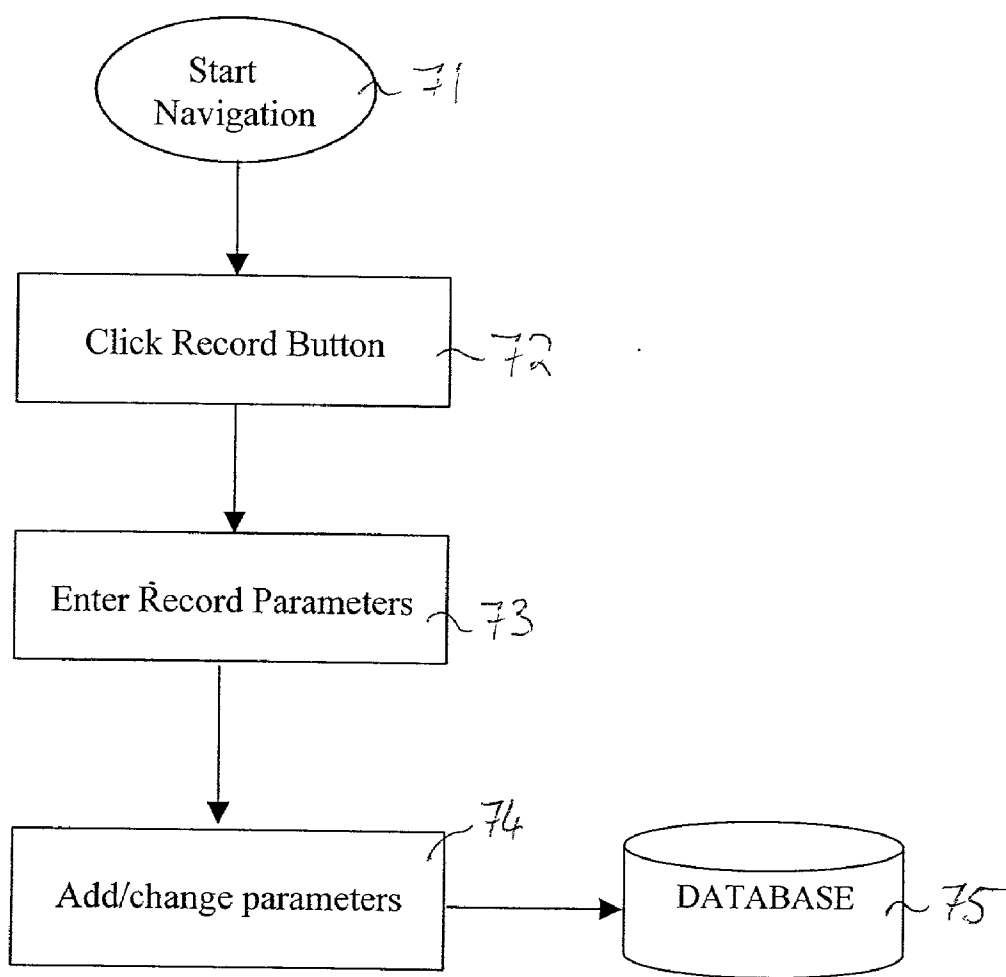 Start
Navigation
71
Click Record Button
72
Enter Record Parameters
73
74
Add/change parameters
DATABASE
75